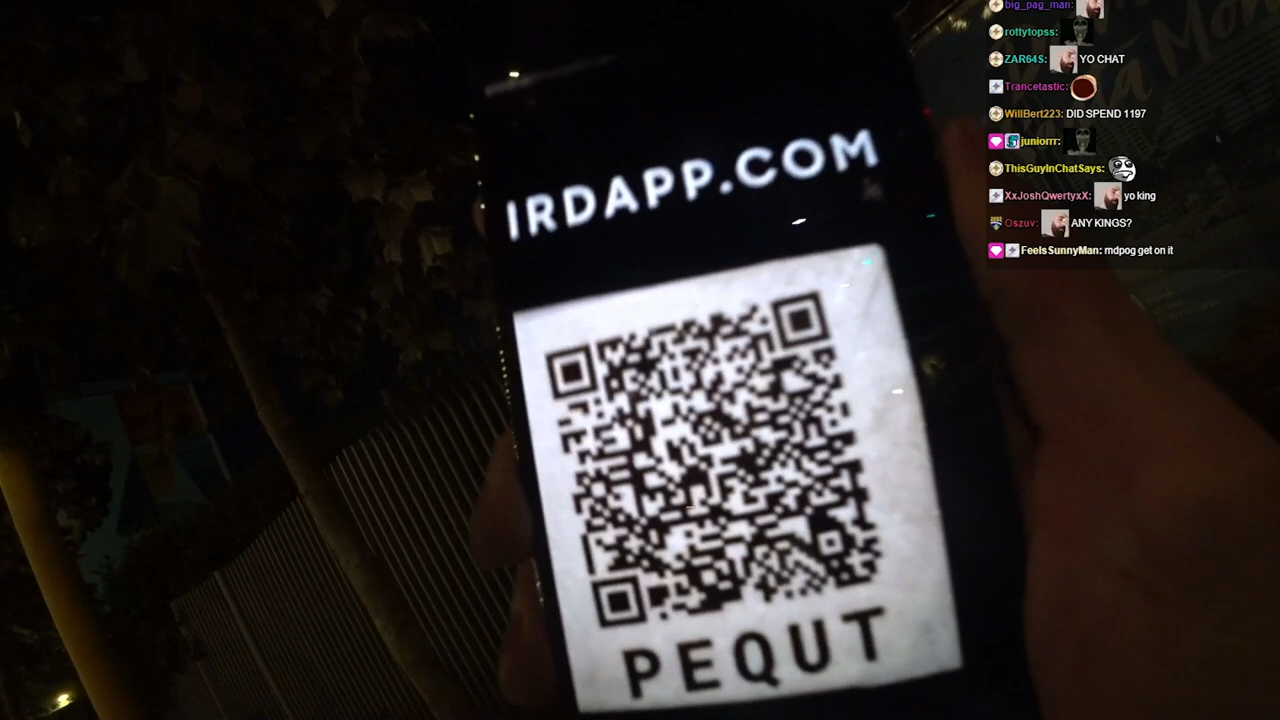 IRDAPP.COM
PEQUT
big_pag_man:
rottytopss:
ZAR64S: YO CHAT
Trancetastic:
WillBert223: DID SPEND 1197
juniorrr:
ThisGuyInChatSays:
XxJoshQwertyxX: yo king
Oszuv: ANY KINGS?
FeelsSunnyMan: mdpog get on it